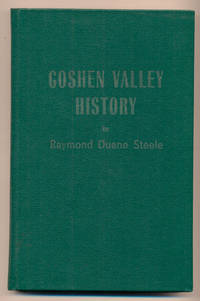 GOSHEN VALLEY
HISTORY
by
Raymond Duane Steele